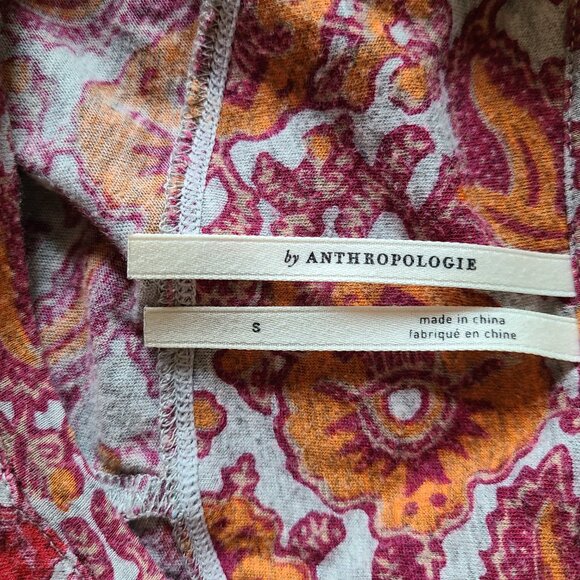 by ANTHROPOLOGIE
S
made in china
fabriqué en chine